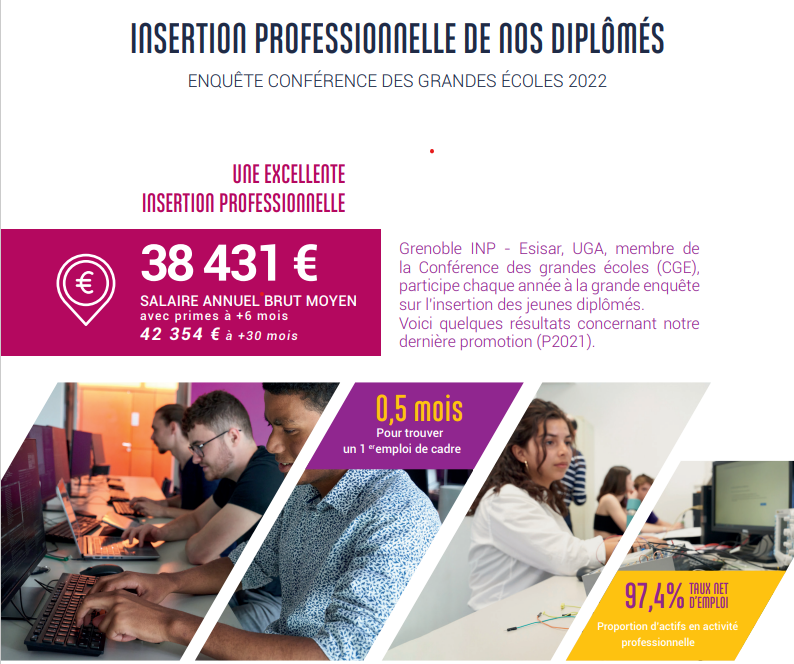 INSERTION PROFESSIONNELLE DE NOS DIPLÔMÉS
ENQUÊTE CONFÉRENCE DES GRANDES ÉCOLES 2022
UNE EXCELLENTE
INSERTION PROFESSIONNELLE
€
38 431 €
SALAIRE ANNUEL BRUT MOYEN
avec primes à +6 mois
42 354 € à +30 mois
Grenoble INP - Esisar, UGA, membre de
la Conférence des grandes écoles (CGE),
participe chaque année à la grande enquête
sur l'insertion des jeunes diplômés.
Voici quelques résultats concernant notre
dernière promotion (P2021).
0,5 mois
Pour trouver
un 1 er emploi de cadre
97,4% TAUX NET
D'EMPLOI
Proportion d'actifs en activité
professionnelle